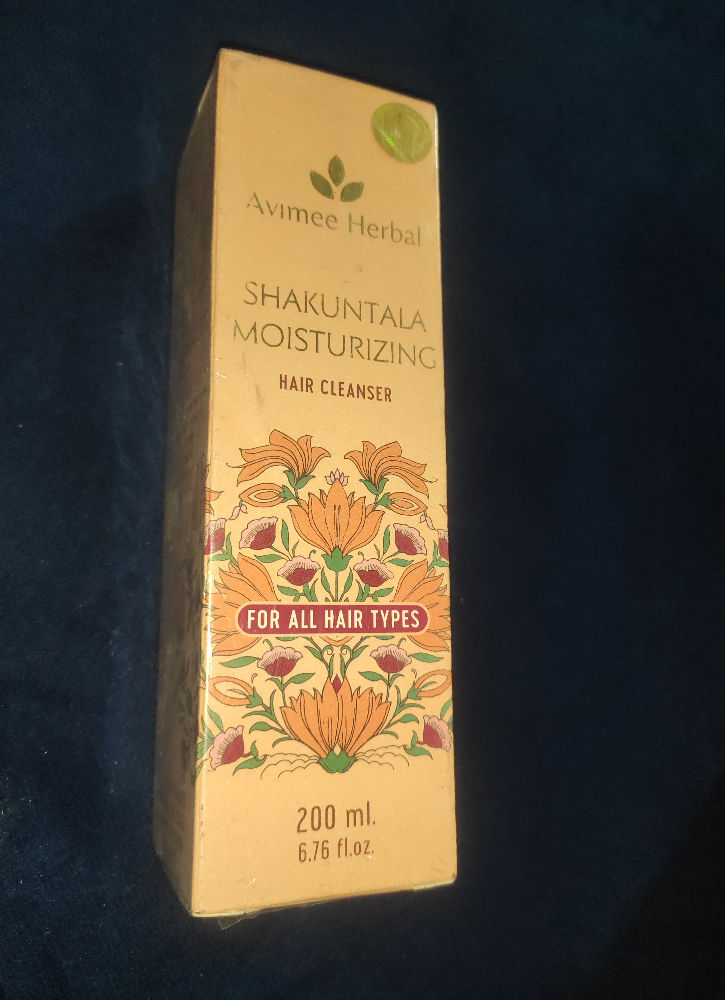 Avimee Herbal
SHAKUNTALA
MOISTURIZING
HAIR CLEANSER
FOR ALL HAIR TYPES
200 ml.
6.76 fl.oz.